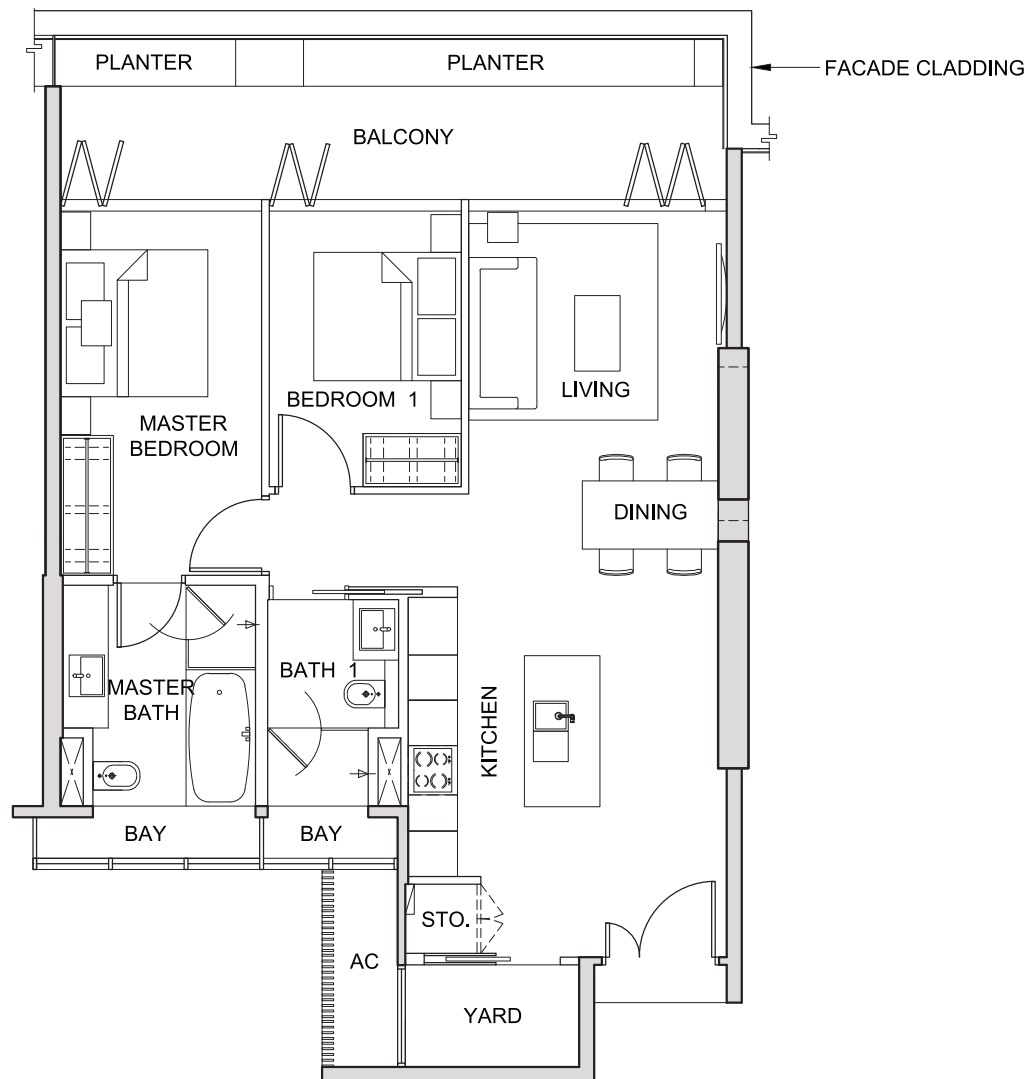 PLANTER
PLANTER
FACADE CLADDING
BALCONY
LIVING
BEDROOM 1
MASTER
BEDROOM
DINING
BATH 1
MASTER
BATH
KITCHEN
BAY
BAY
STO.
AC
YARD